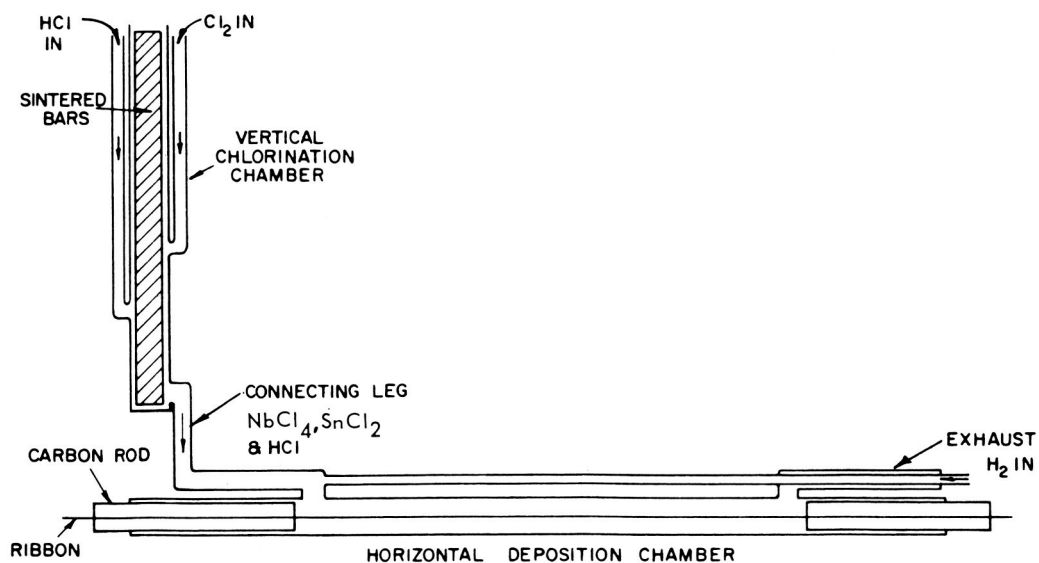 HCl
IN
Cl₂ IN
SINTERED
BARS
VERTICAL
CHLORINATION
CHAMBER
CONNECTING LEG
NbCl₄, SnCl₂
& HCl
CARBON ROD
EXHAUST
H₂ IN
RIBBON
HORIZONTAL DEPOSITION CHAMBER